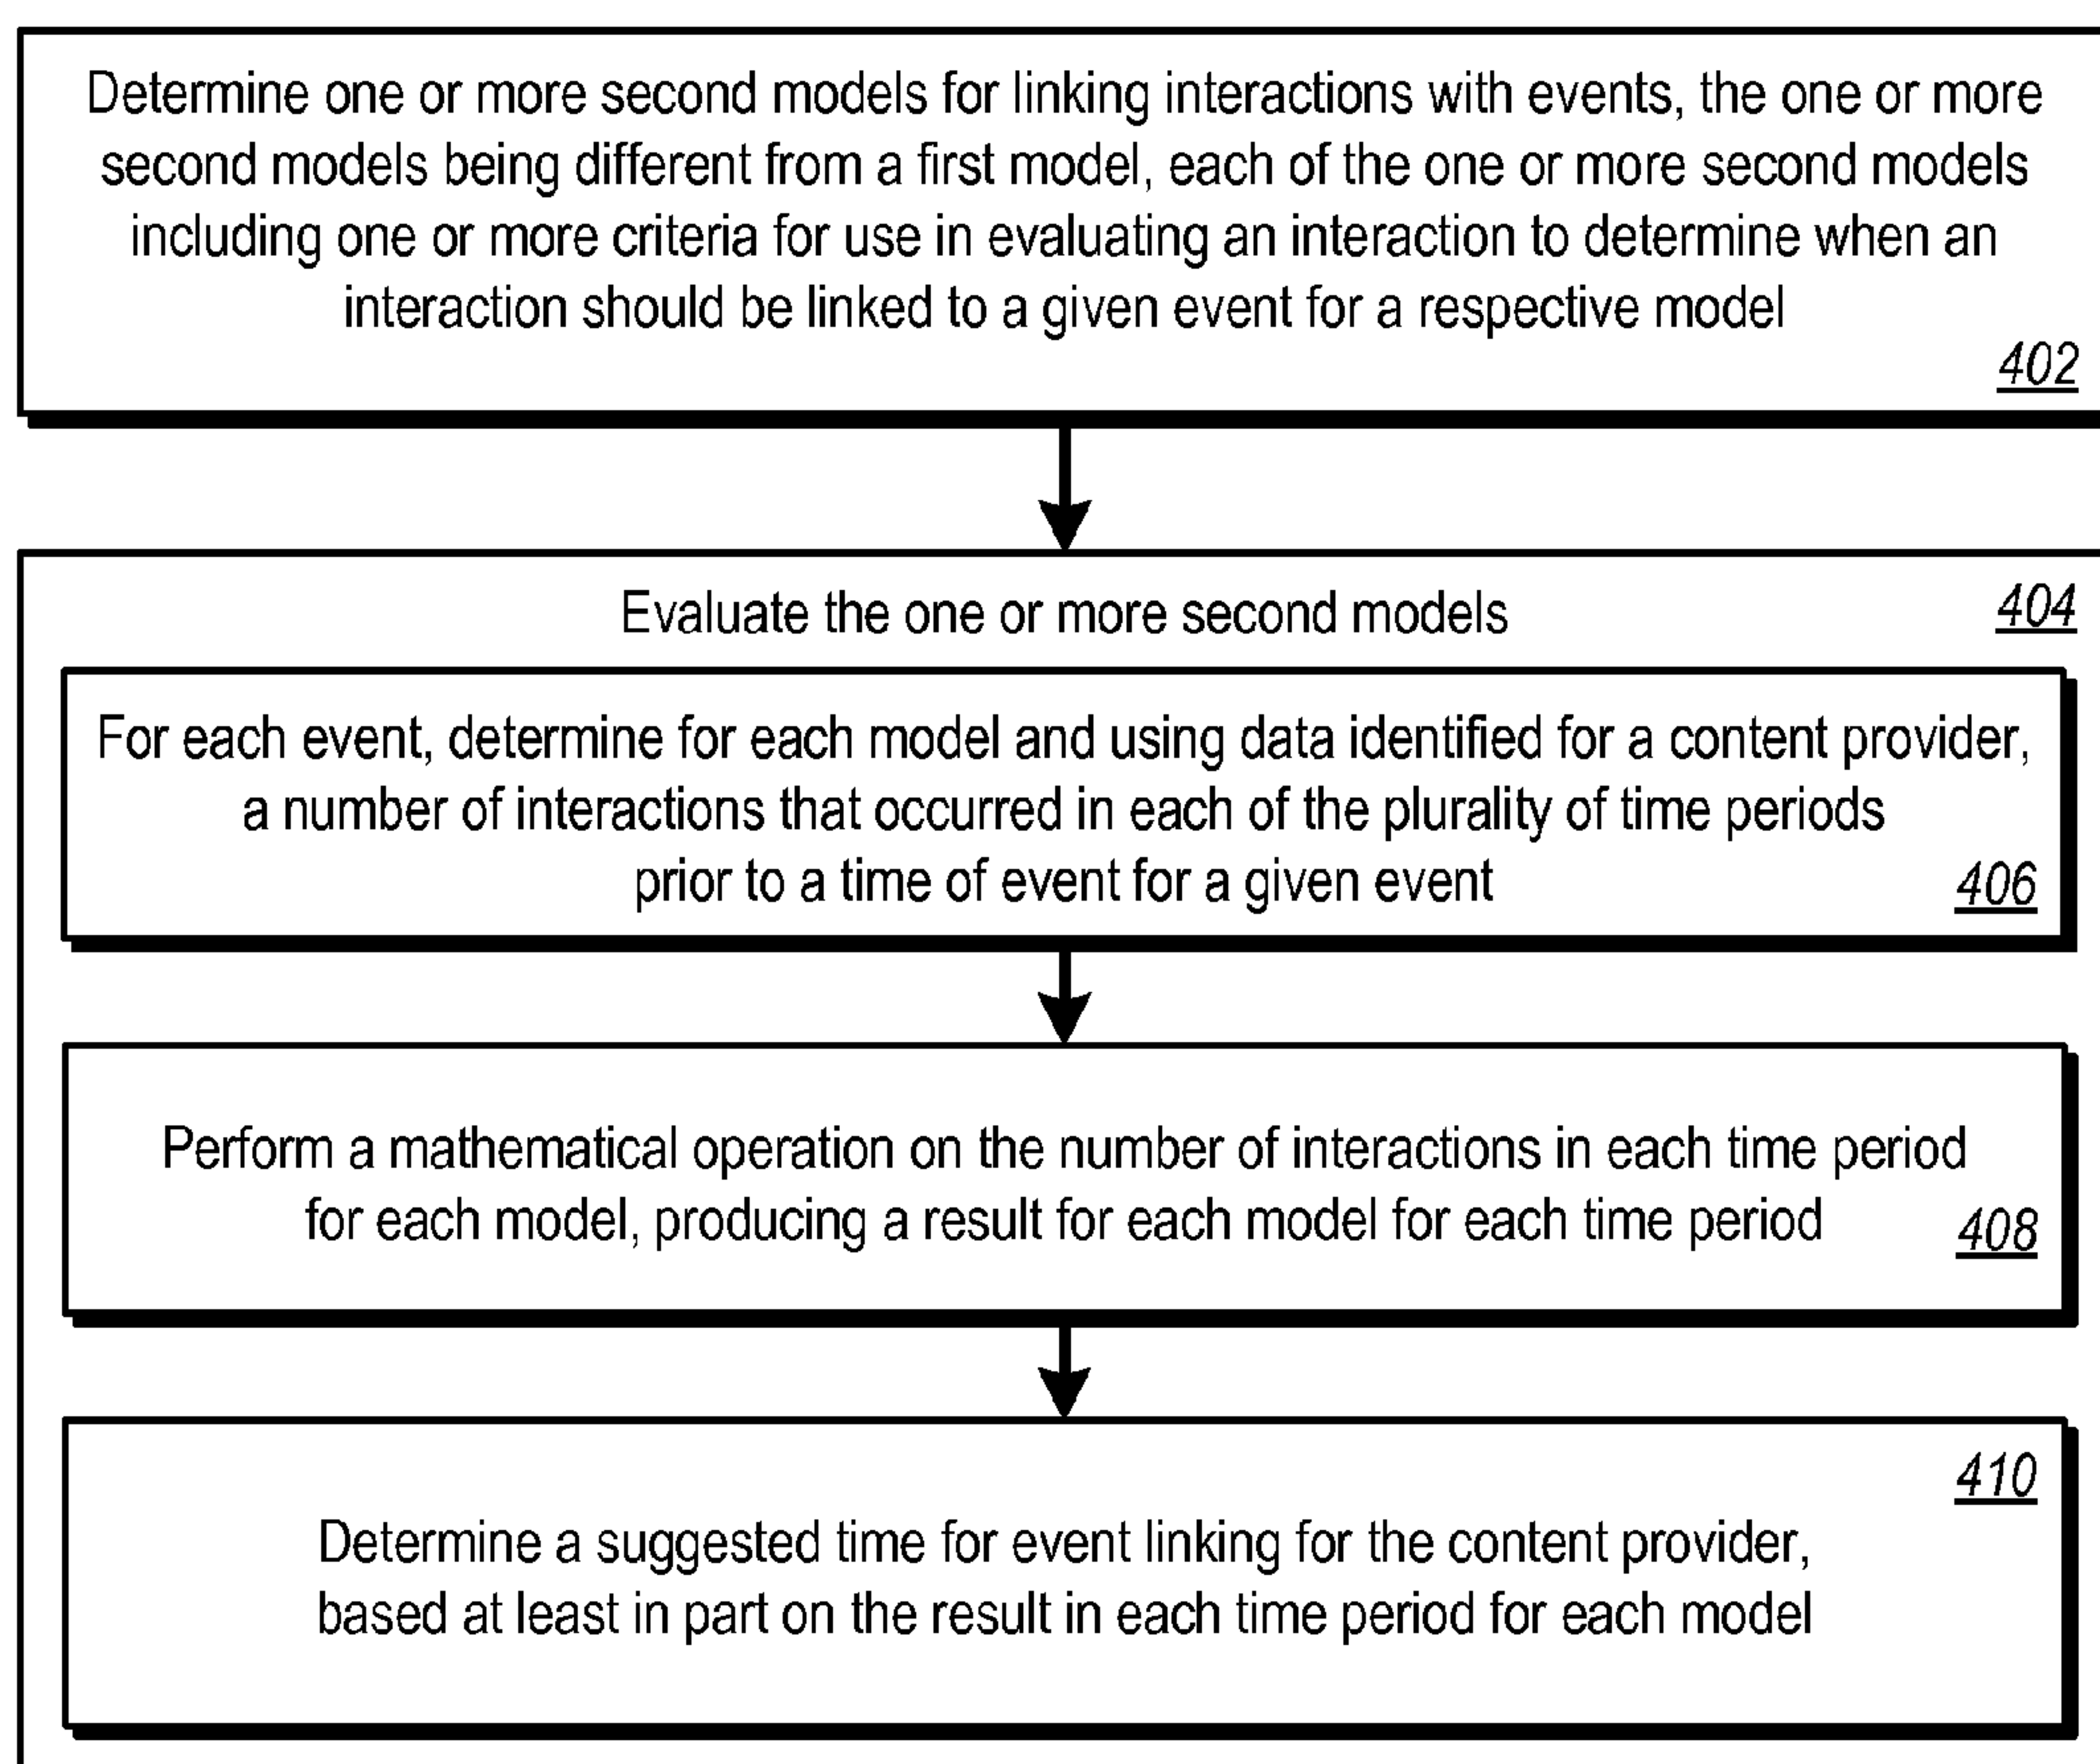 Determine one or more second models for linking interactions with events, the one or more
second models being different from a first model, each of the one or more second models
including one or more criteria for use in evaluating an interaction to determine when an
interaction should be linked to a given event for a respective model
402
Evaluate the one or more second models
404
For each event, determine for each model and using data identified for a content provider,
a number of interactions that occurred in each of the plurality of time periods
prior to a time of event for a given event
406
Perform a mathematical operation on the number of interactions in each time period
for each model, producing a result for each model for each time period
408
410
Determine a suggested time for event linking for the content provider,
based at least in part on the result in each time period for each model